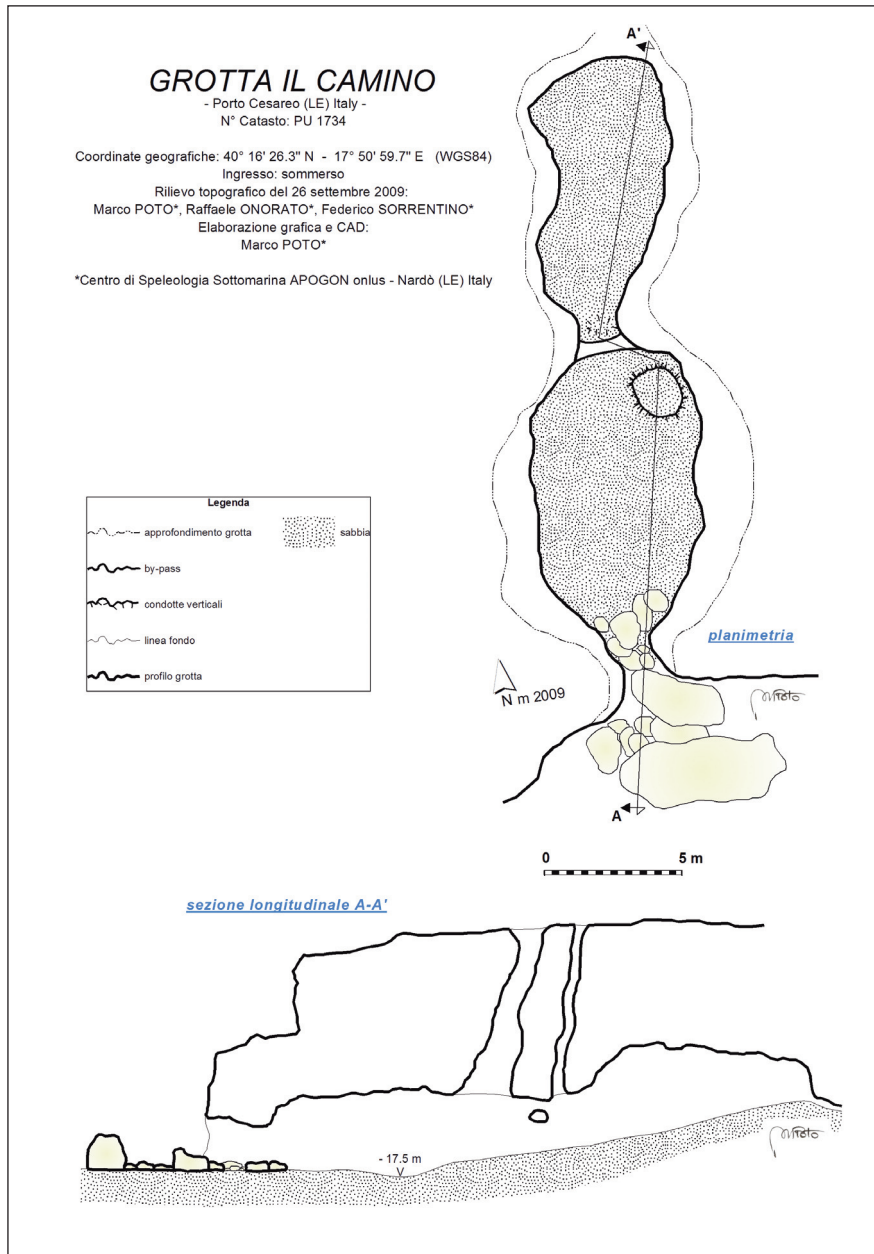 GROTTA IL CAMINO
- Porto Cesareo (LE) Italy -
N° Catasto: PU 1734
Coordinate geografiche: 40° 16' 26.3" N - 17° 50' 59.7" E (WGS84)
Ingresso: sommerso
Rilievo topografico del 26 settembre 2009:
Marco POTO*, Raffaele ONORATO*, Federico SORRENTINO*
Elaborazione grafica e CAD:
Marco POTO*
*Centro di Speleologia Sottomarina APOGON onlus - Nardò (LE) Italy
A'
Legenda
approfondimento grotta
sabbia
by-pass
condotte verticali
linea fondo
profilo grotta
planimetria
N m 2009
MPoto
A
0 5 m
sezione longitudinale A-A'
- 17.5 m
MPoto